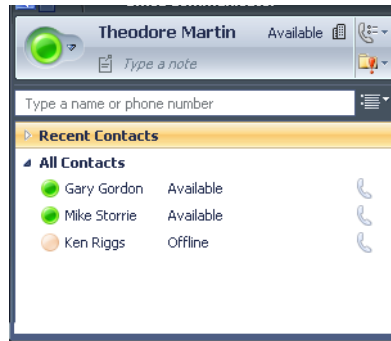 Theodore Martin Available
Type a note
Type a name or phone number
Recent Contacts
All Contacts
Gary Gordon Available
Mike Storrie Available
Ken Riggs Offline